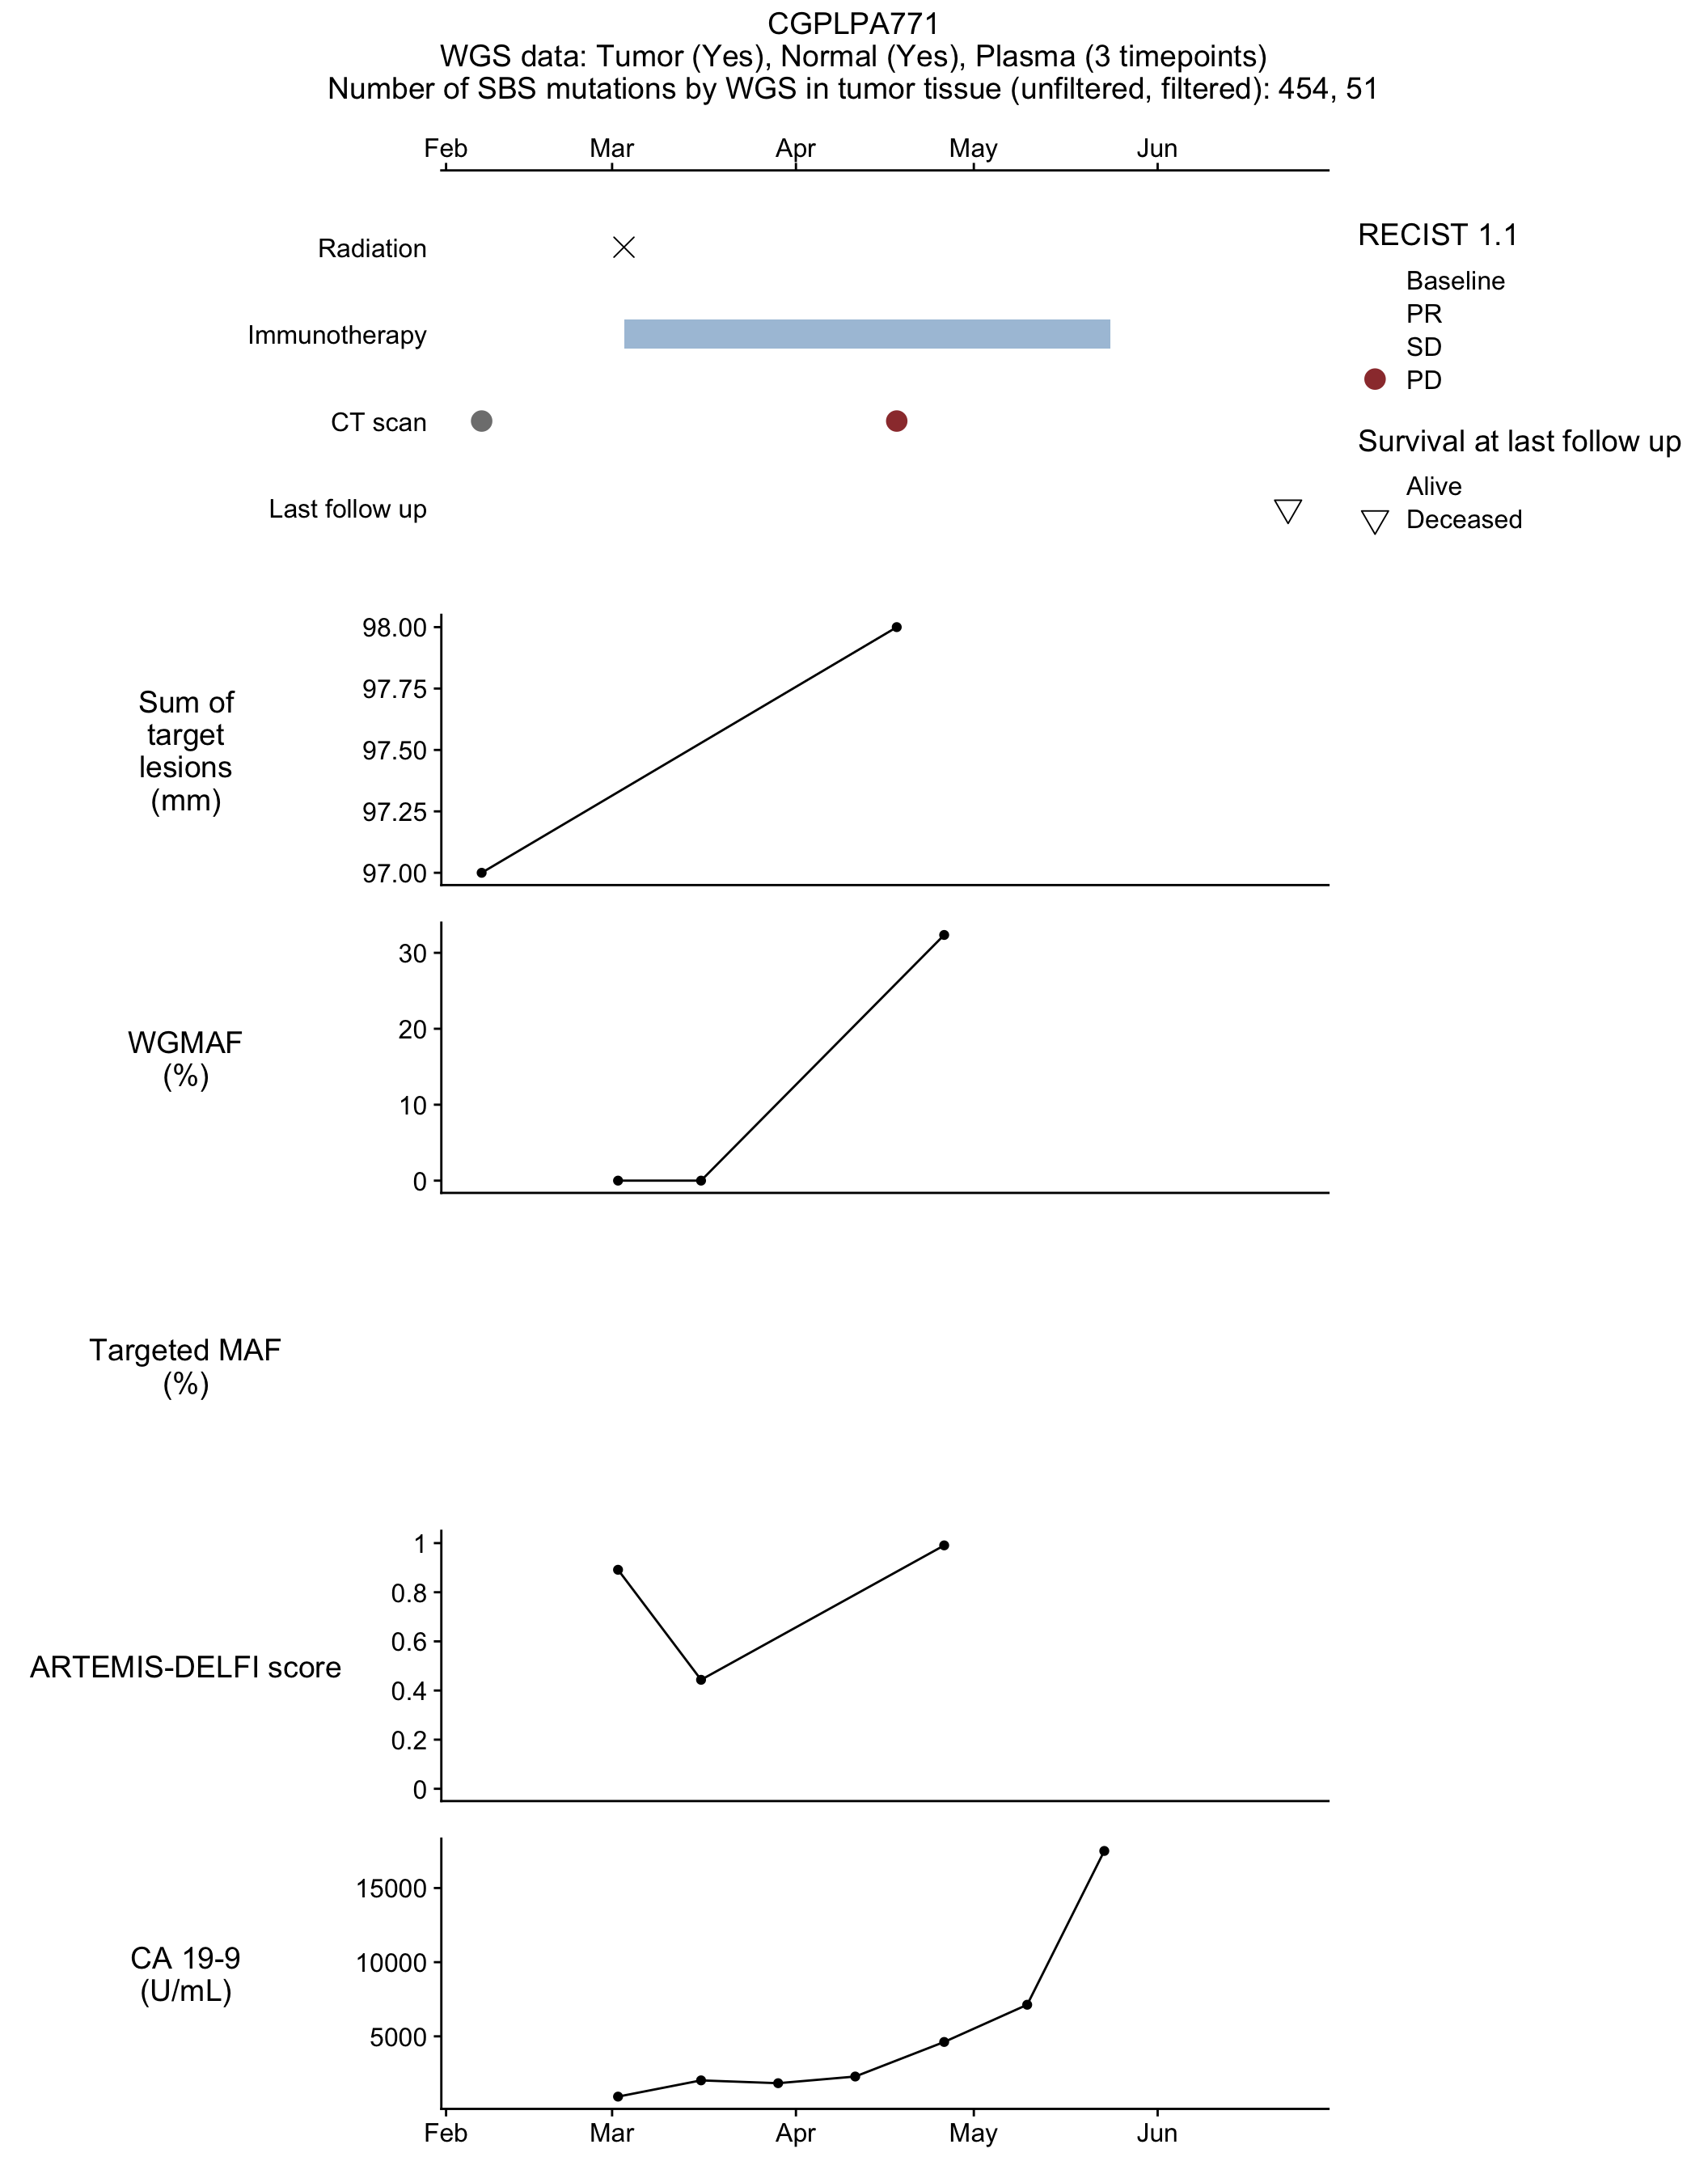 CGPLPA771
WGS data: Tumor (Yes), Normal (Yes), Plasma (3 timepoints)
Number of SBS mutations by WGS in tumor tissue (unfiltered, filtered): 454, 51
Feb Mar Apr May Jun
Radiation
Immunotherapy
CT scan
Last follow up
RECIST 1.1
Baseline
PR
SD
PD
Survival at last follow up
Alive
Deceased
Sum of
target
lesions
(mm)
98.00
97.75
97.50
97.25
97.00
WGMAF
(%)
30
20
10
0
Targeted MAF
(%)
ARTEMIS-DELFI score
1
0.8
0.6
0.4
0.2
0
CA 19-9
(U/mL)
15000
10000
5000
Feb Mar Apr May Jun